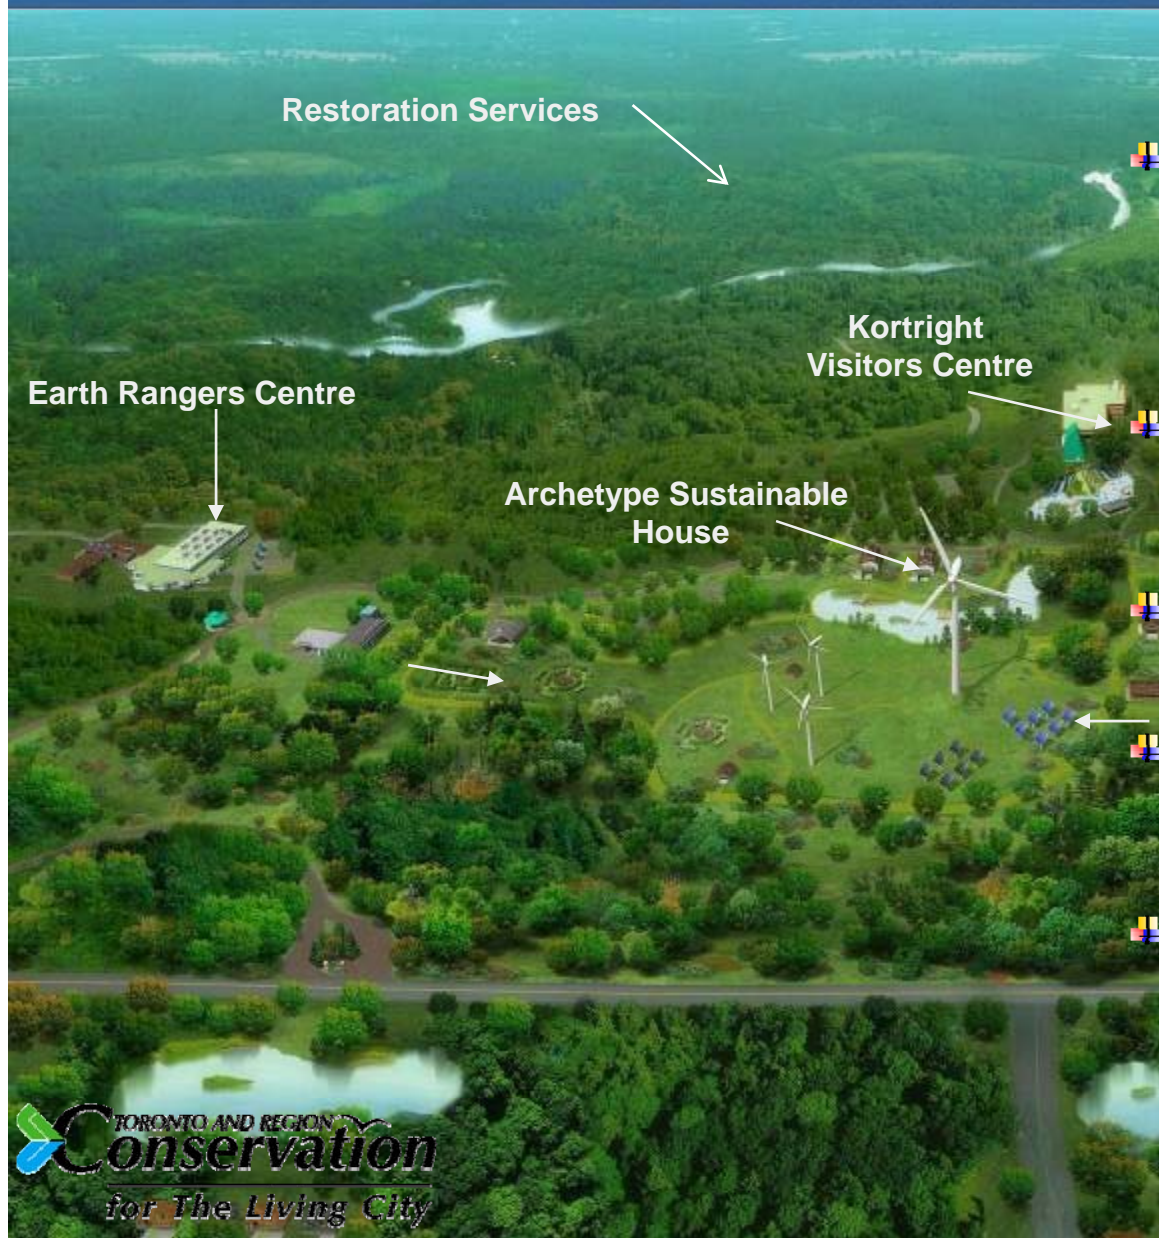 Restoration Services
Kortright
Visitors Centre
Earth Rangers Centre
Archetype Sustainable
House
TORONTO AND REGION
Conservation
for The Living City